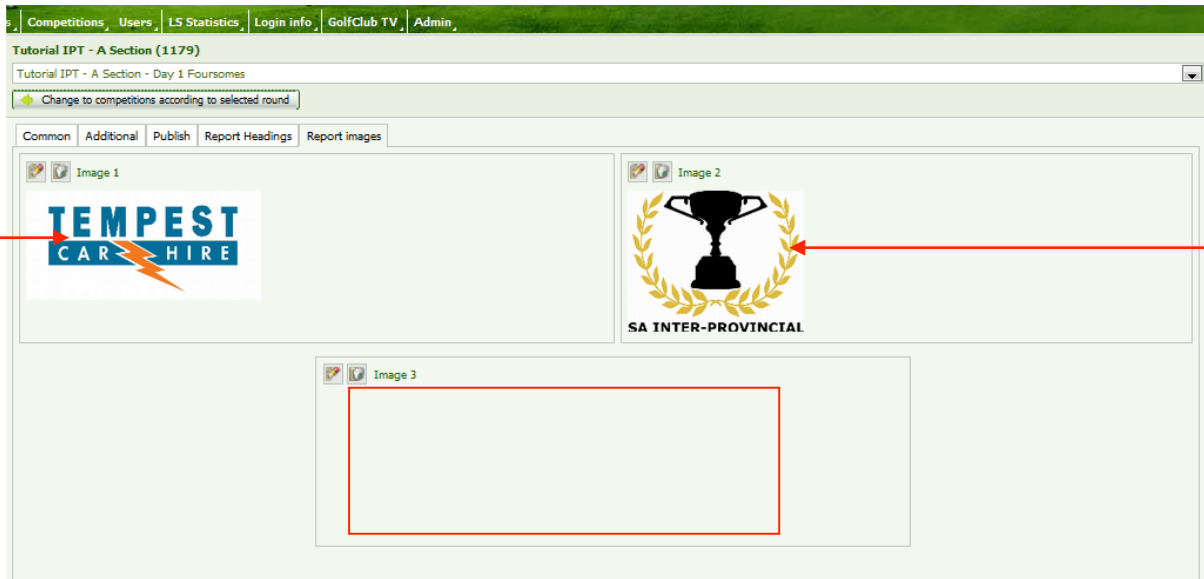 s Competitions Users LS Statistics Login info GolfClub TV Admin
Tutorial IPT - A Section (1179)
Tutorial IPT - A Section - Day 1 Foursomes
Change to competitions according to selected round
Common Additional Publish Report Headings Report images
Image 1
TEMPEST
CAR HIRE
Image 2
SA INTER-PROVINCIAL
Image 3